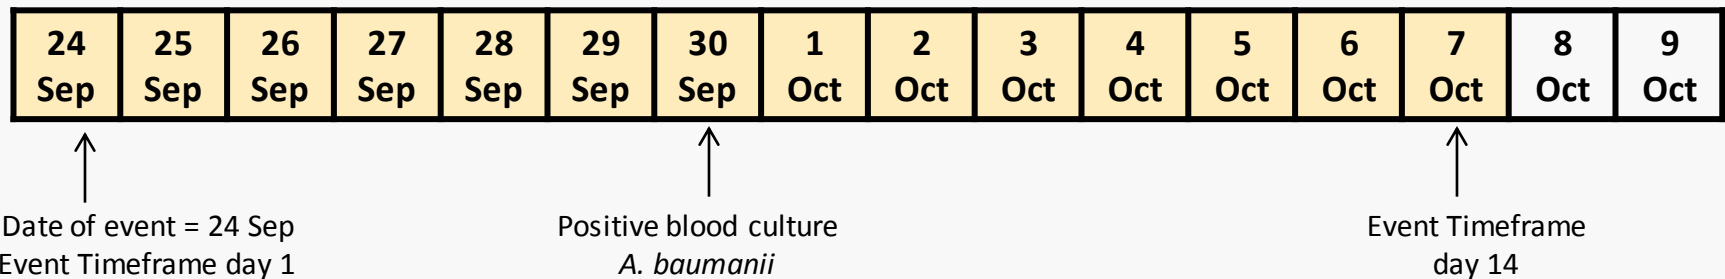 24 25 26 27 28 29 30 1 2 3 4 5 6 7 8 9
Sep Sep Sep Sep Sep Sep Sep Oct Oct Oct Oct Oct Oct Oct Oct Oct
Date of event = 24 Sep
Event Timeframe day 1
Positive blood culture
A. baumanii
Event Timeframe
day 14